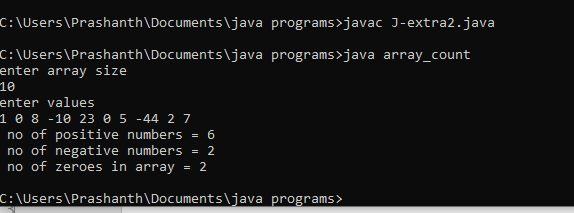 C:\Users\Prashanth\Documents\java programs>javac J-extra2.java
C:\Users\Prashanth\Documents\java programs>java array_count
enter array size
10
enter values
1 0 8 -10 23 0 5 -44 2 7
no of positive numbers = 6
no of negative numbers = 2
no of zeroes in array = 2
C:\Users\Prashanth\Documents\java programs>